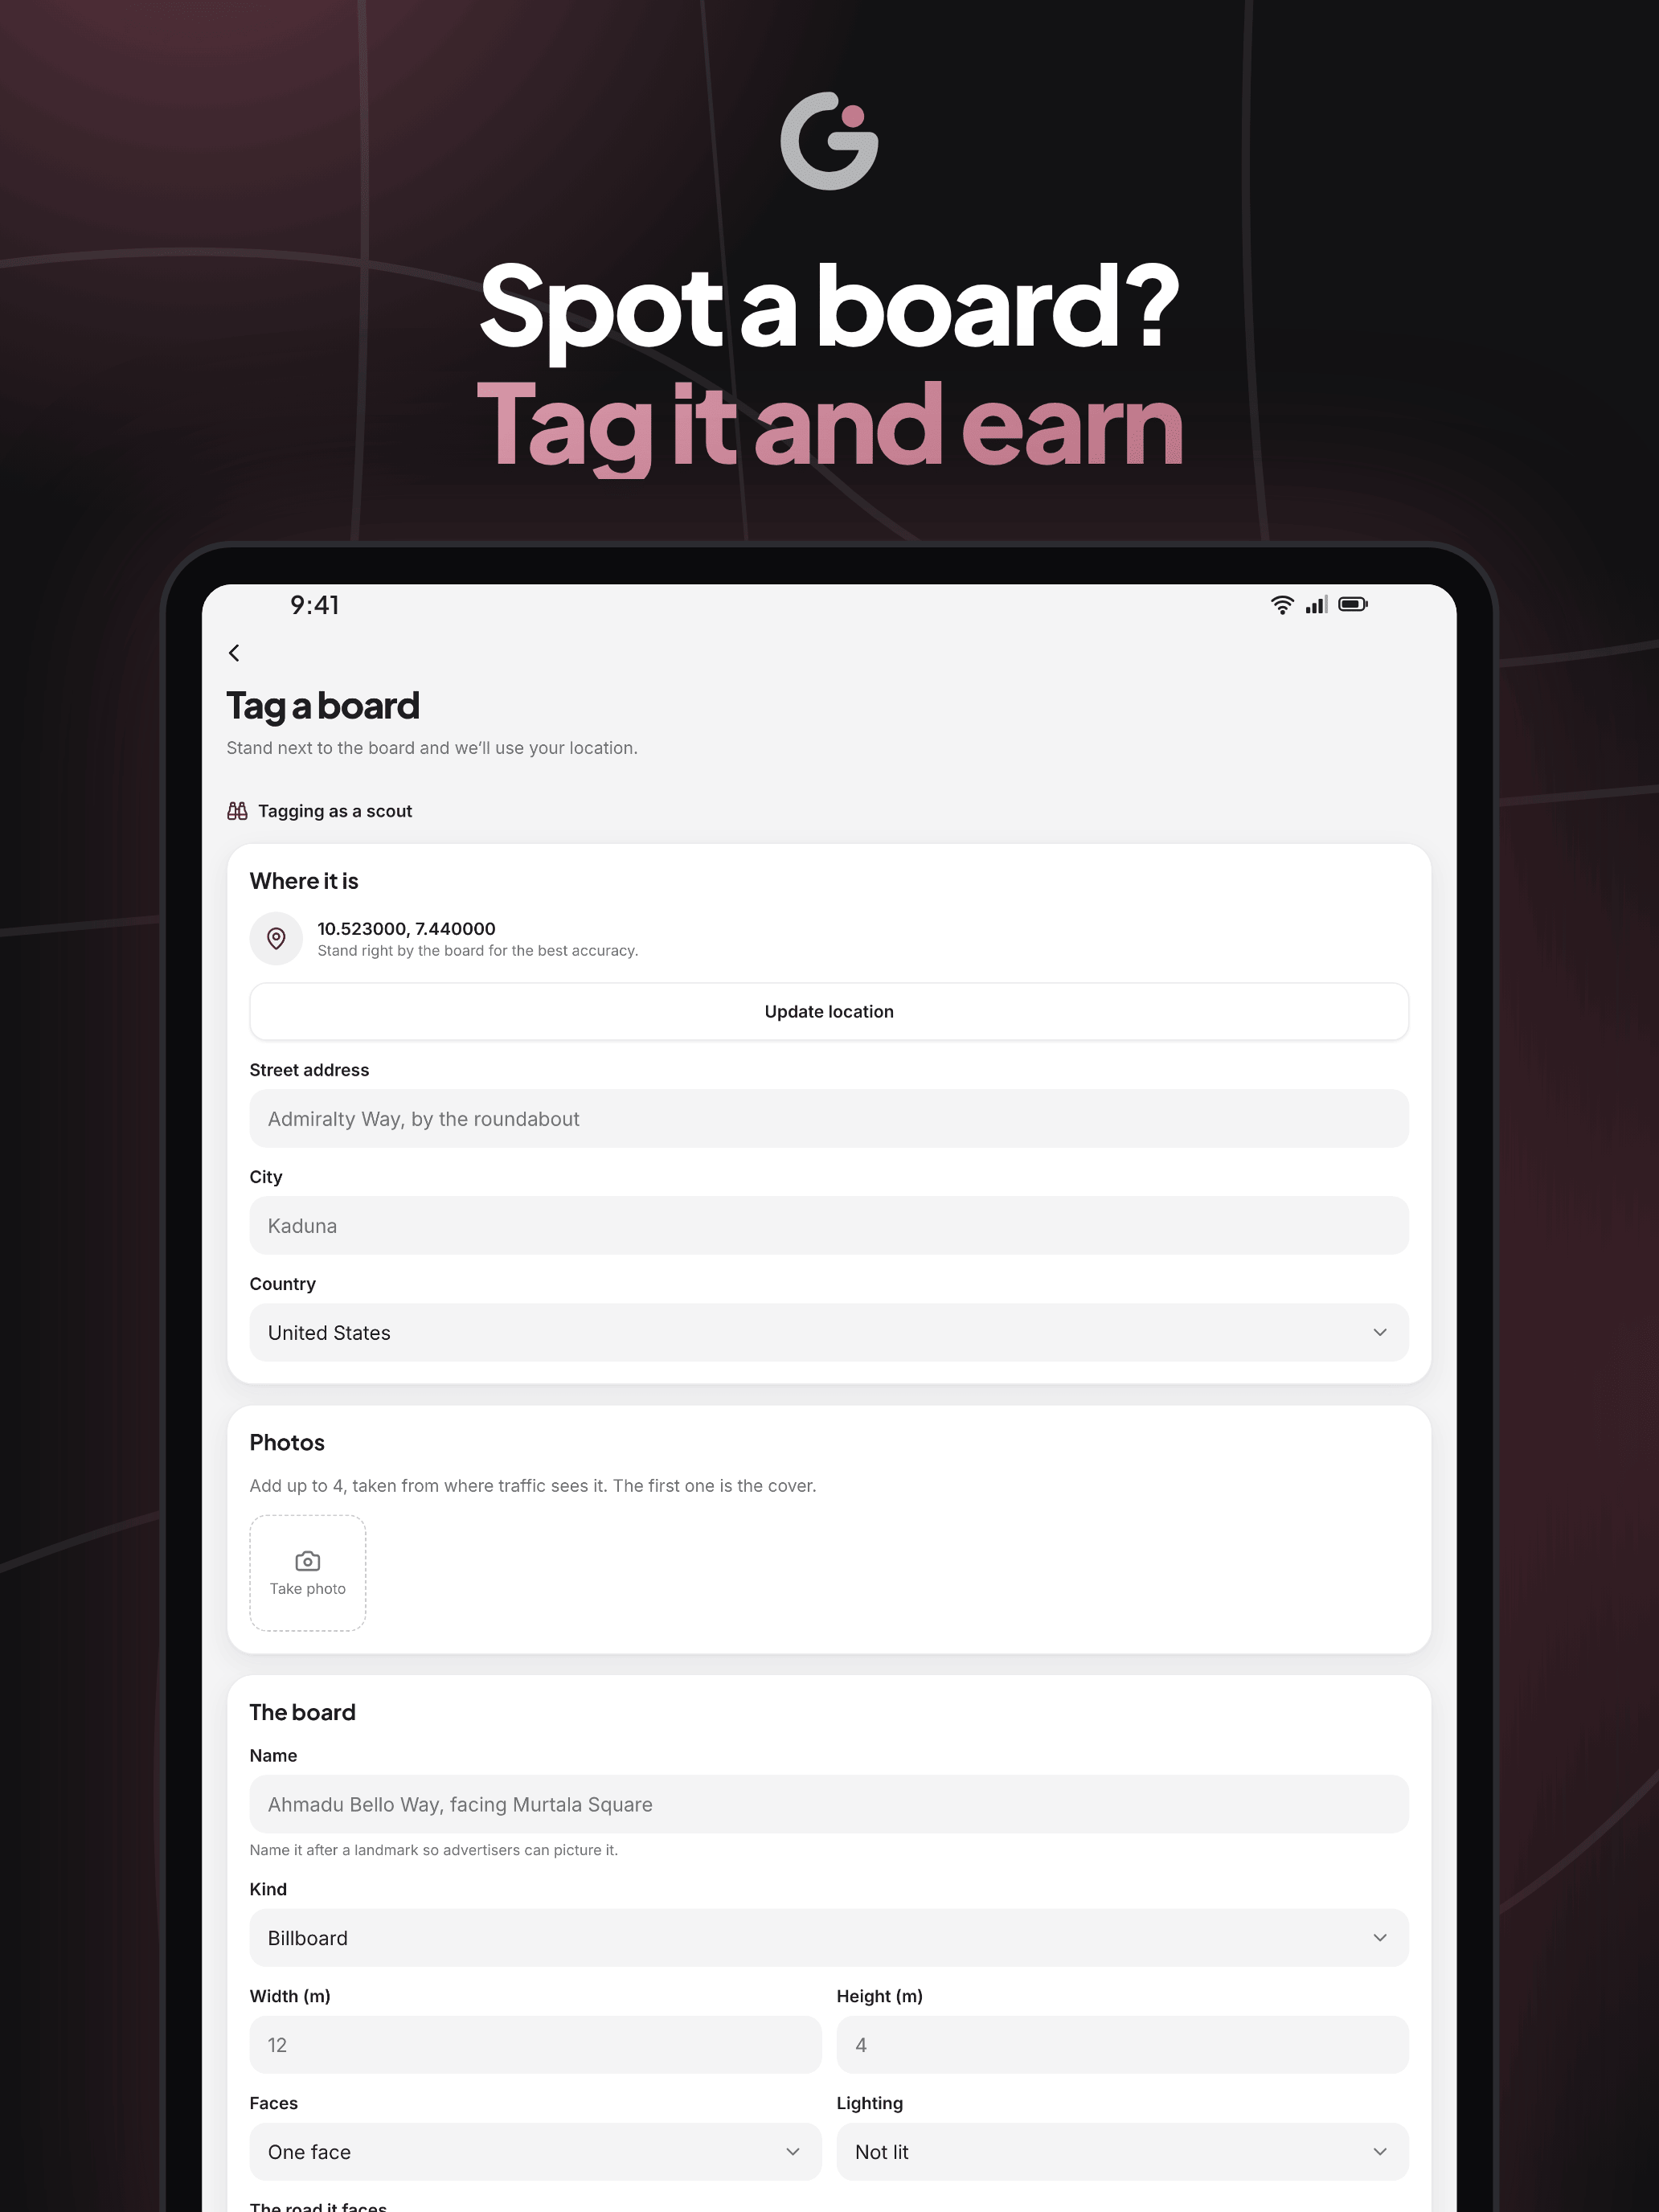 Spot a board?
Tag it and earn
9:41
Tag a board
Stand next to the board and we'll use your location.
Tagging as a scout
Where it is
10.523000, 7.440000
Stand right by the board for the best accuracy.
Update location
Street address
Admiralty Way, by the roundabout
City
Kaduna
Country
United States
Photos
Add up to 4, taken from where traffic sees it. The first one is the cover.
Take photo
The board
Name
Ahmadu Bello Way, facing Murtala Square
Name it after a landmark so advertisers can picture it.
Kind
Billboard
Width (m) Height (m)
12 4
Faces Lighting
One face Not lit
The road it faces